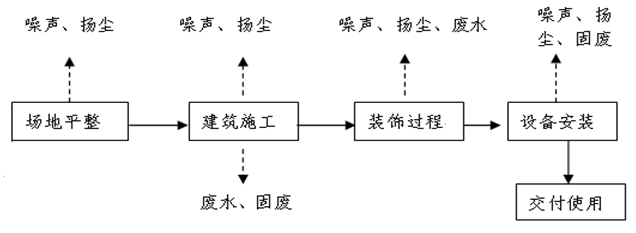 噪声、扬尘
噪声、扬尘
噪声、扬尘、废水
噪声、扬
尘、固废
场地平整
建筑施工
装饰过程
设备安装
废水、固废
交付使用